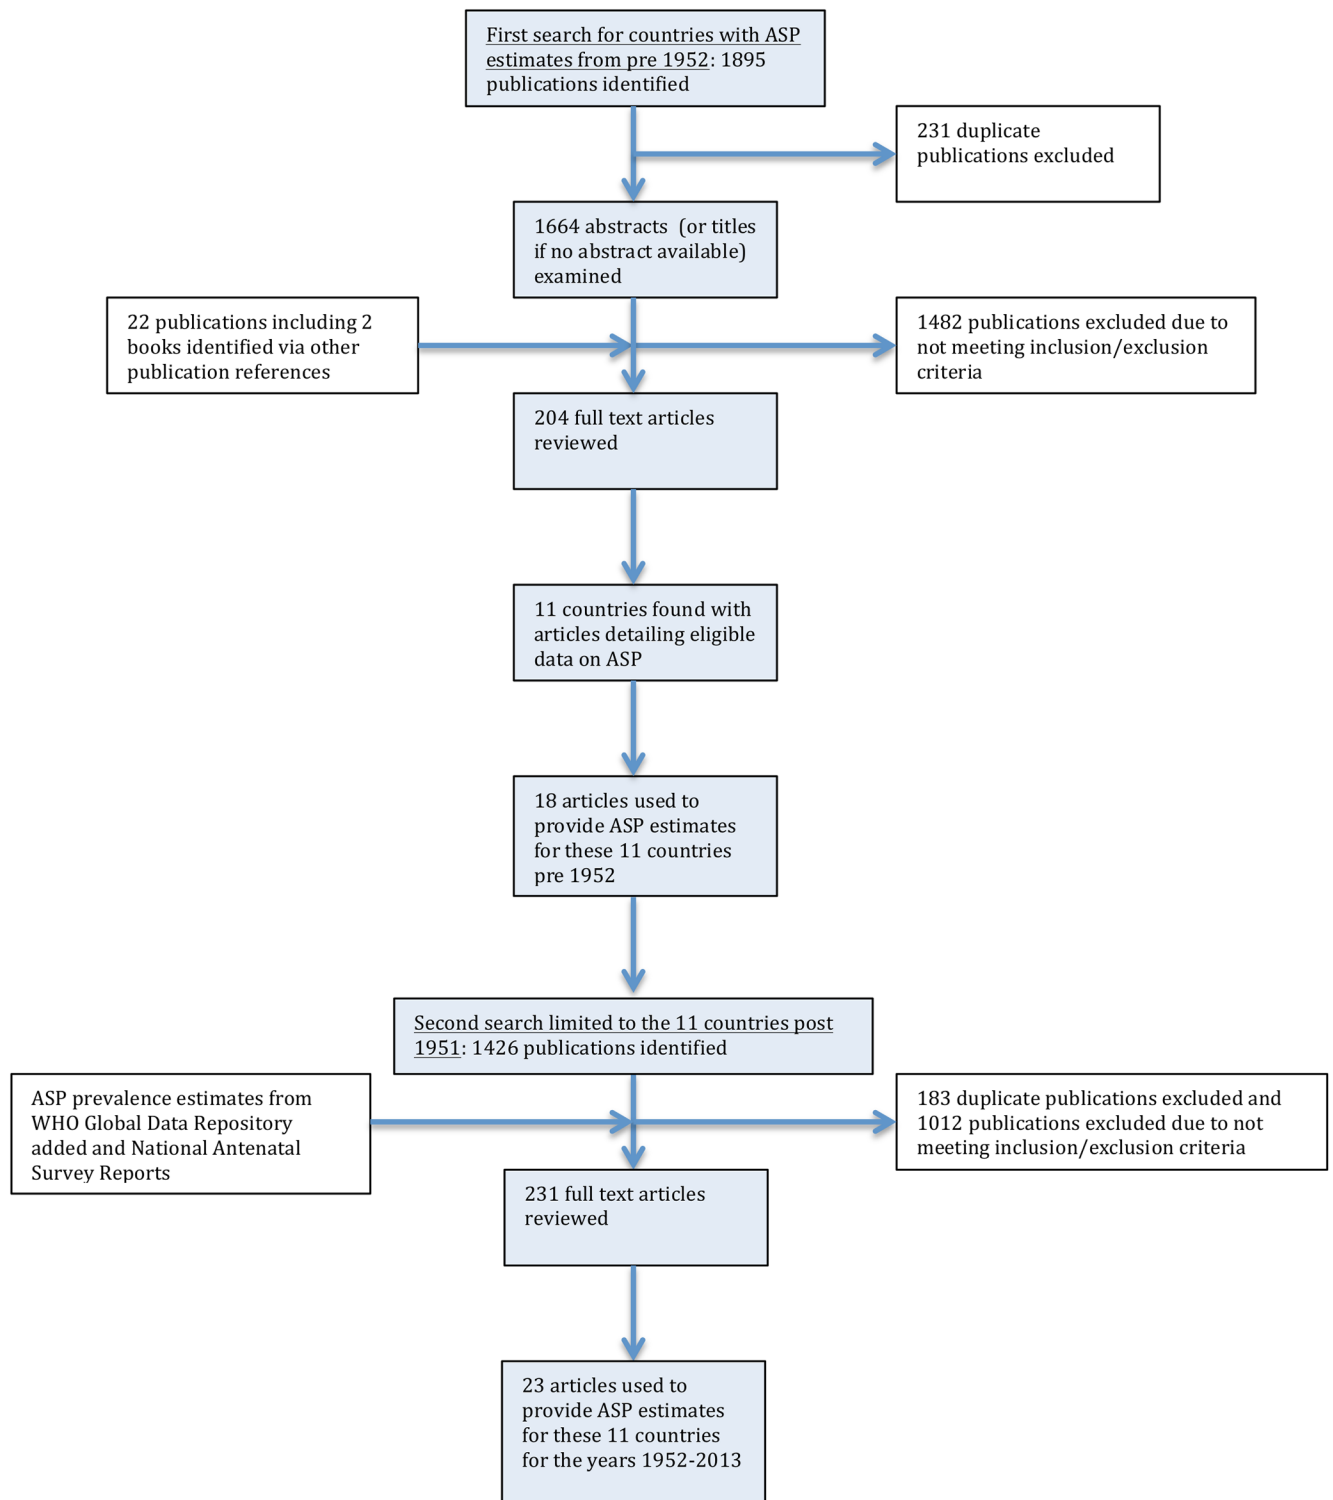 First search for countries with ASP
estimates from pre 1952: 1895
publications identified
231 duplicate
publications excluded
1664 abstracts  (or titles
if no abstract available)
examined
22 publications including 2
books identified via other
publication references
1482 publications excluded due to
not meeting inclusion/exclusion
criteria
204 full text articles
reviewed
11 countries found with
articles detailing eligible
data on ASP
18 articles used to
provide ASP estimates
for these 11 countries
pre 1952
Second search limited to the 11 countries post
1951: 1426 publications identified
ASP prevalence estimates from
WHO Global Data Repository
added and National Antenatal
Survey Reports
183 duplicate publications excluded and
1012 publications excluded due to not
meeting inclusion/exclusion criteria
231 full text articles
reviewed
23 articles used to
provide ASP estimates
for these 11 countries
for the years 1952-2013